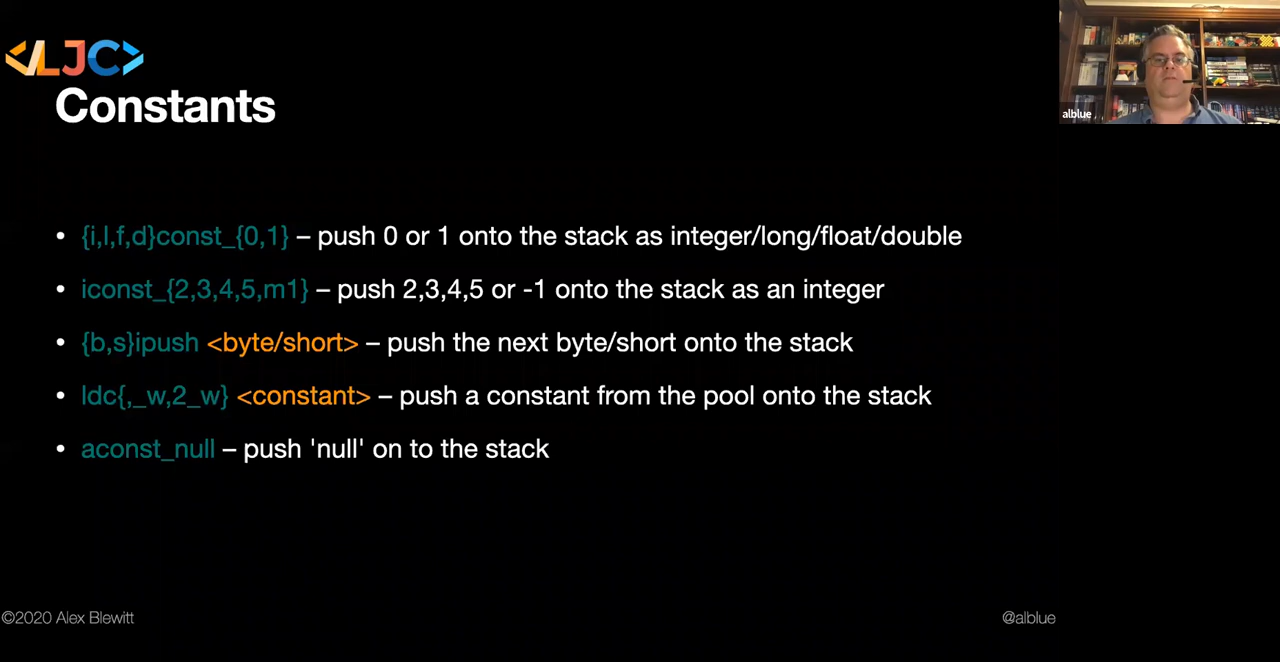 <LJC>
alblue
Constants
• {i,l,f,d}const_{0,1} – push 0 or 1 onto the stack as integer/long/float/double
• iconst_{2,3,4,5,m1} – push 2,3,4,5 or -1 onto the stack as an integer
• {b,s}ipush <byte/short> – push the next byte/short onto the stack
• ldc{,_w,2_w} <constant> – push a constant from the pool onto the stack
• aconst_null – push 'null' on to the stack
©2020 Alex Blewitt
@alblue